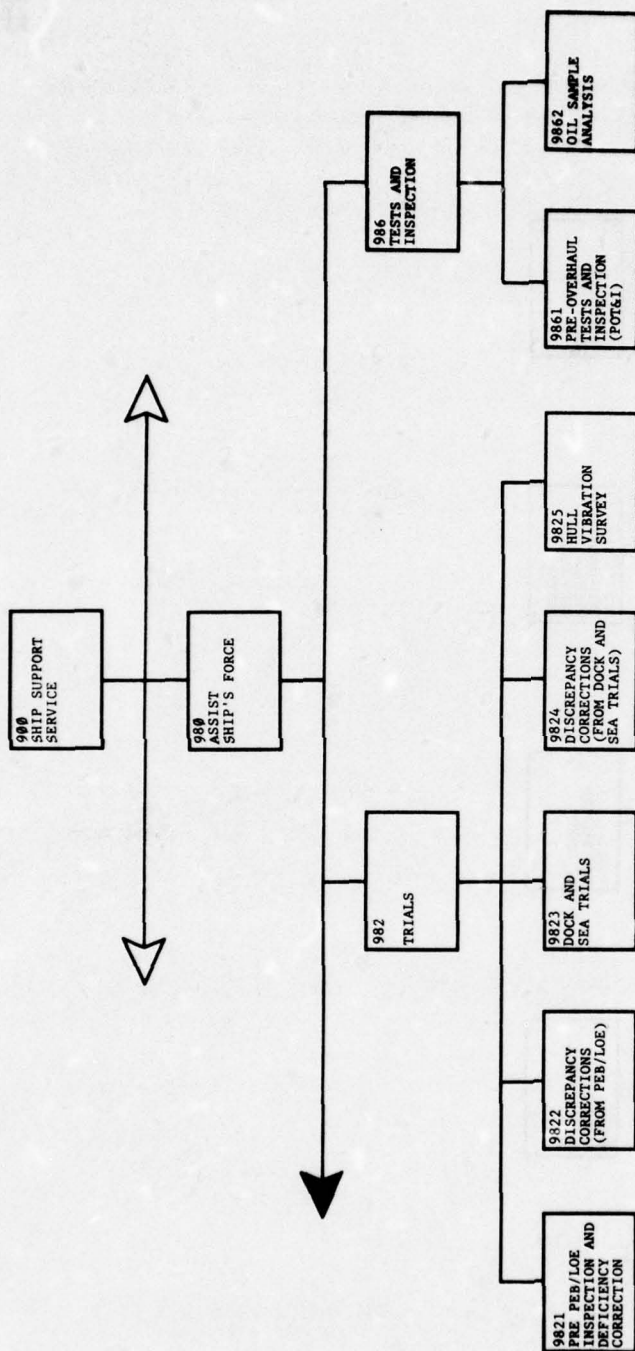 900
SHIP SUPPORT
SERVICE
980
ASSIST
SHIP'S FORCE
982
TRIALS
986
TESTS AND
INSPECTION
9821
PRE PEB/LOE
INSPECTION AND
DEFICIENCY
CORRECTION
9822
DISCREPANCY
CORRECTIONS
(FROM PEB/LOE)
9823
DOCK AND
SEA TRIALS
9824
DISCREPANCY
CORRECTIONS
(FROM DOCK AND
SEA TRIALS)
9825
HULL
VIBRATION
SURVEY
9861
PRE-OVERHAUL
TESTS AND
INSPECTION
(POT&I)
9862
OIL SAMPLE
ANALYSIS